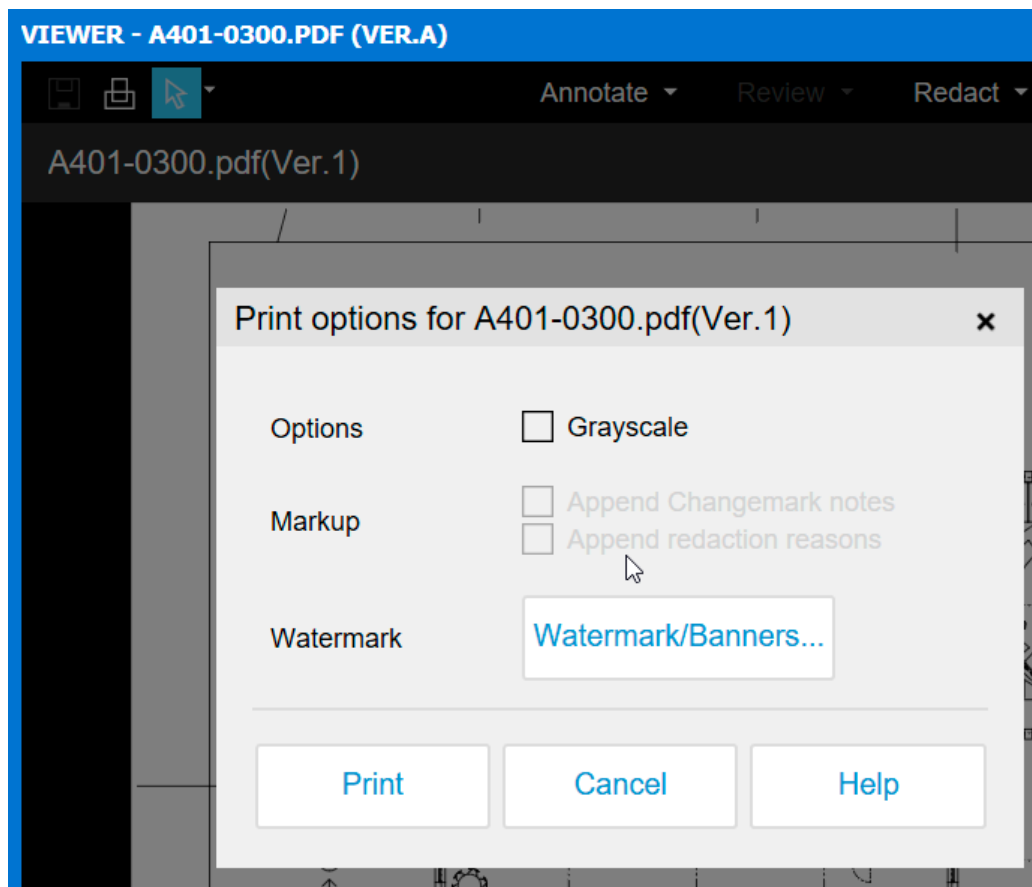 VIEWER - A401-0300.PDF (VER.A)
Annotate Review Redact
A401-0300.pdf(Ver.1)
Print options for A401-0300.pdf(Ver.1)
Options Grayscale
Markup Append Changemark notes
Append redaction reasons
Watermark Watermark/Banners...
Print Cancel Help